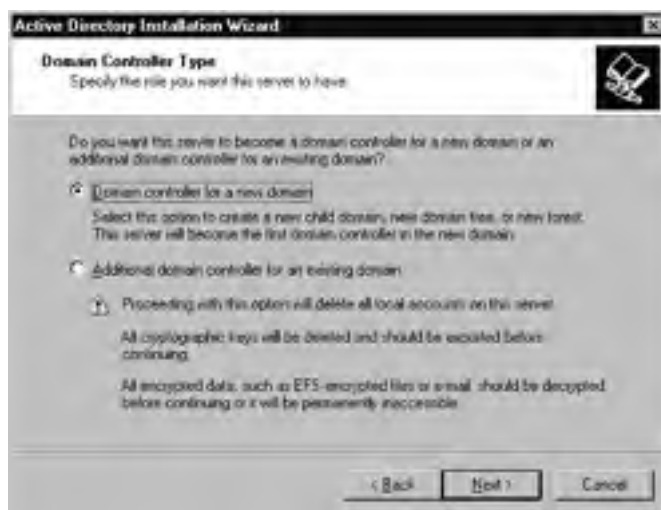 Active Directory Installation Wizard
Domain Controller Type
Specify the role you want this server to have.
Do you want this server to become a domain controller for a new domain or an
additional domain controller for an existing domain?
Domain controller for a new domain
Select this option to create a new child domain, new domain tree, or new forest.
This server will become the first domain controller in the new domain.
Additional domain controller for an existing domain
Proceeding with this option will delete all local accounts on this server.
All cryptographic keys will be deleted and should be exported before
continuing.
All encrypted data, such as EFS-encrypted files or e-mail, should be decrypted
before continuing or it will be permanently inaccessible.
< Back Next > Cancel